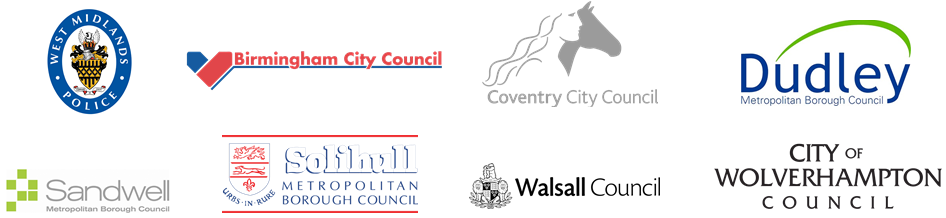 WEST MIDLANDS
POLICE
Birmingham City Council
Coventry City Council
Dudley
Metropolitan Borough Council
Sandwell
Metropolitan Borough Council
Solihull
METROPOLITAN
BOROUGH COUNCIL
URBS·IN·RURE
Walsall Council
CITY OF
WOLVERHAMPTON
COUNCIL